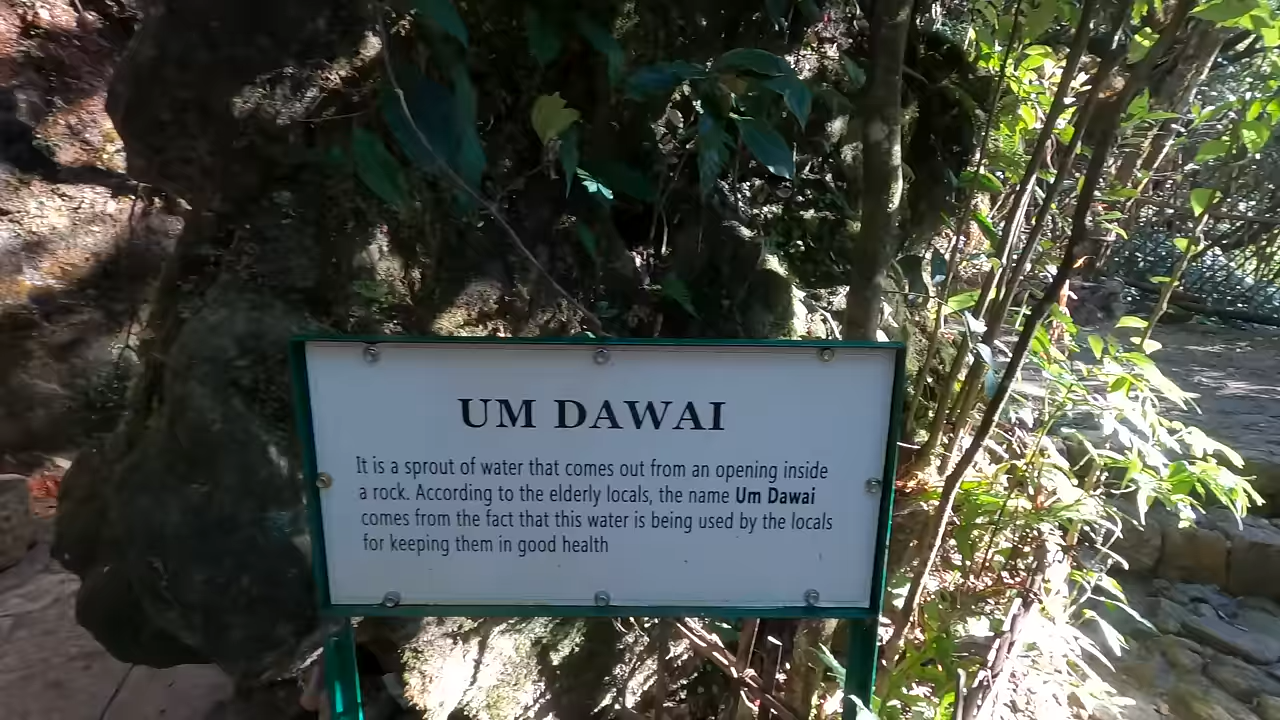 UM DAWAI
It is a sprout of water that comes out from an opening inside
a rock. According to the elderly locals, the name Um Dawai
comes from the fact that this water is being used by the locals
for keeping them in good health